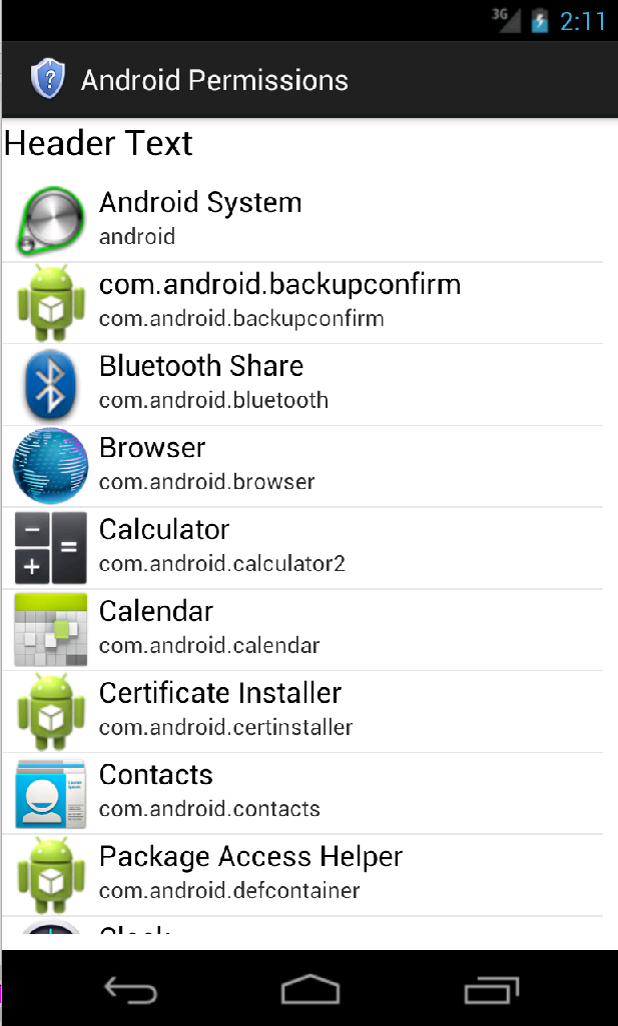 3G 2:11
Android Permissions
Header Text
Android System
android
com.android.backupconfirm
com.android.backupconfirm
Bluetooth Share
com.android.bluetooth
Browser
com.android.browser
Calculator
com.android.calculator2
Calendar
com.android.calendar
Certificate Installer
com.android.certinstaller
Contacts
com.android.contacts
Package Access Helper
com.android.defcontainer
Clock